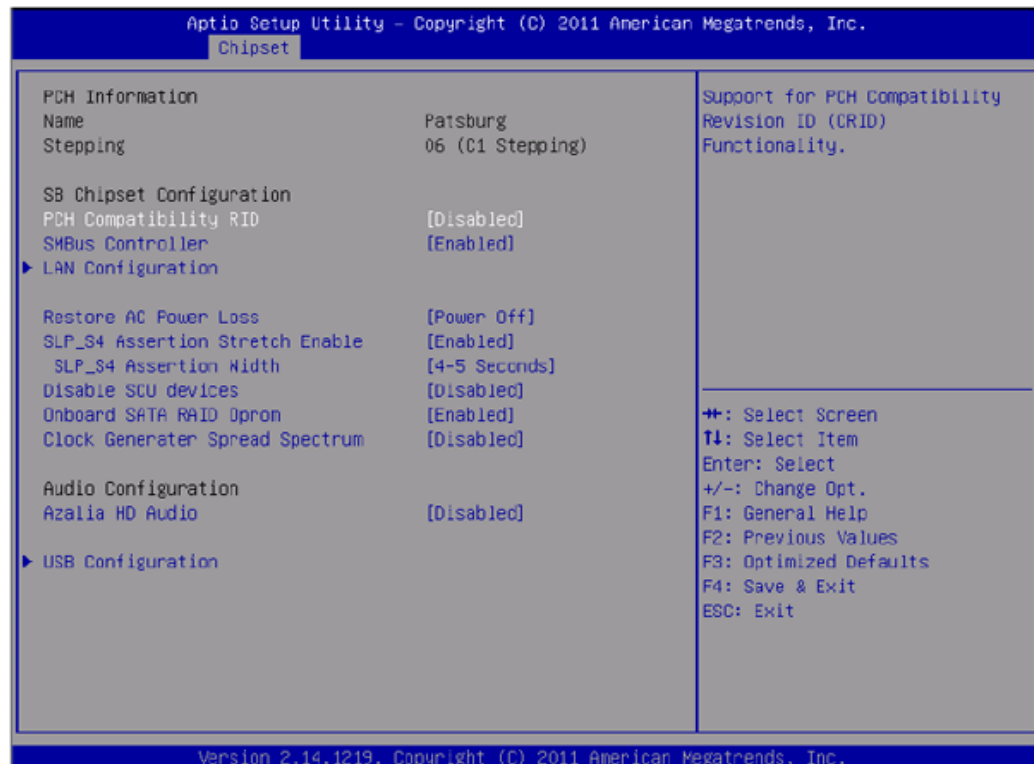 Aptio Setup Utility – Copyright (C) 2011 American Megatrends, Inc.
Chipset
PCH Information
Name Patsburg
Stepping 06 (C1 Stepping)
SB Chipset Configuration
PCH Compatibility RID [Disabled]
SMBus Controller [Enabled]
▶ LAN Configuration
Restore AC Power Loss [Power Off]
SLP_S4 Assertion Stretch Enable [Enabled]
SLP_S4 Assertion Width [4-5 Seconds]
Disable SCU devices [Disabled]
Onboard SATA RAID Oprom [Enabled]
Clock Generater Spread Spectrum [Disabled]
Audio Configuration
Azalia HD Audio [Disabled]
▶ USB Configuration
Support for PCH Compatibility
Revision ID (CRID)
Functionality.
→←: Select Screen
↑↓: Select Item
Enter: Select
+/-: Change Opt.
F1: General Help
F2: Previous Values
F3: Optimized Defaults
F4: Save & Exit
ESC: Exit
Version 2.14.1219. Copyright (C) 2011 American Megatrends, Inc.